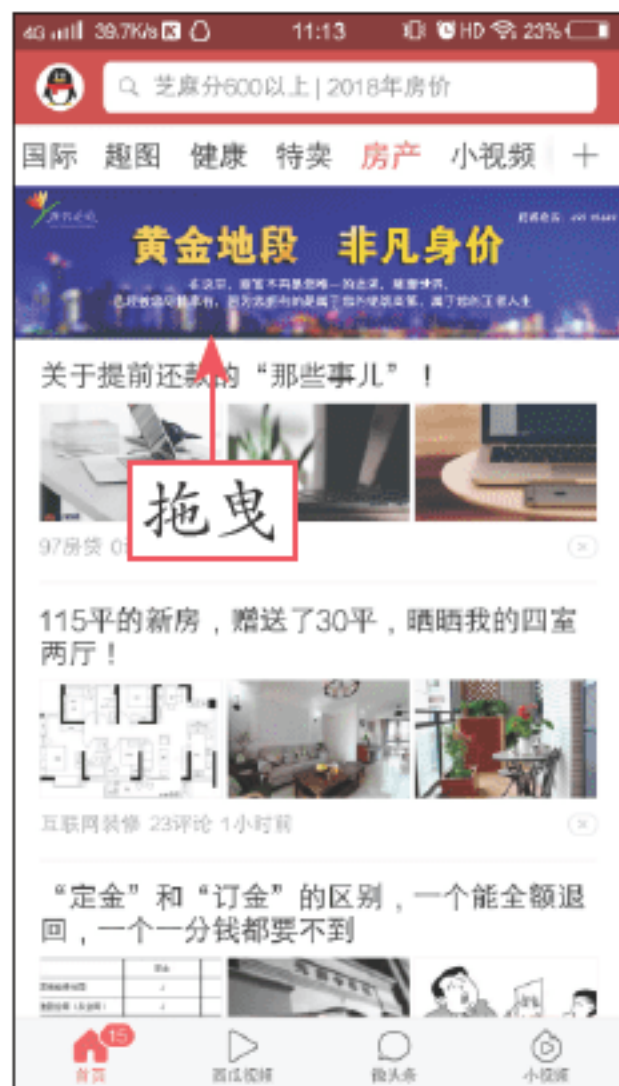 4G 39.7K/s 11:13 HD 23%
芝麻分600以上 | 2018年房价
国际 趣图 健康 特卖 房产 小视频 +
黄金地段 非凡身价
关于提前还款的“那些事儿”！
拖曳
97房贷
115平的新房，赠送了30平，晒晒我的四室
两厅！
互联网装修 23评论 1小时前
“定金”和“订金”的区别，一个能全额退
回，一个一分钱都要不到
15
首页 西瓜视频 微头条 小视频